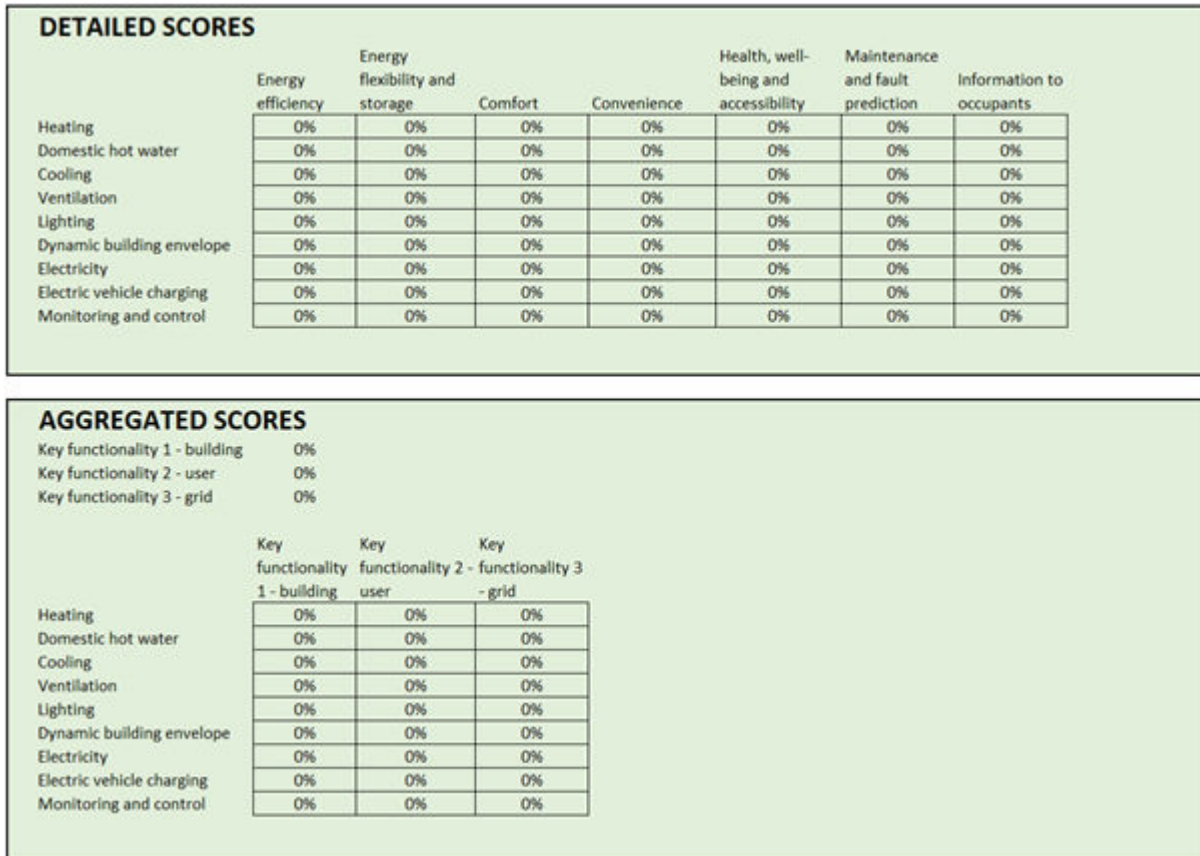 DETAILED SCORES
Energy efficiency Energy flexibility and storage Comfort Convenience Health, well-being and accessibility Maintenance and fault prediction Information to occupants
Heating 0% 0% 0% 0% 0% 0% 0%
Domestic hot water 0% 0% 0% 0% 0% 0% 0%
Cooling 0% 0% 0% 0% 0% 0% 0%
Ventilation 0% 0% 0% 0% 0% 0% 0%
Lighting 0% 0% 0% 0% 0% 0% 0%
Dynamic building envelope 0% 0% 0% 0% 0% 0% 0%
Electricity 0% 0% 0% 0% 0% 0% 0%
Electric vehicle charging 0% 0% 0% 0% 0% 0% 0%
Monitoring and control 0% 0% 0% 0% 0% 0% 0%
AGGREGATED SCORES
Key functionality 1 - building 0%
Key functionality 2 - user 0%
Key functionality 3 - grid 0%
Key functionality 1 - building Key functionality 2 - user Key functionality 3 - grid
Heating 0% 0% 0%
Domestic hot water 0% 0% 0%
Cooling 0% 0% 0%
Ventilation 0% 0% 0%
Lighting 0% 0% 0%
Dynamic building envelope 0% 0% 0%
Electricity 0% 0% 0%
Electric vehicle charging 0% 0% 0%
Monitoring and control 0% 0% 0%